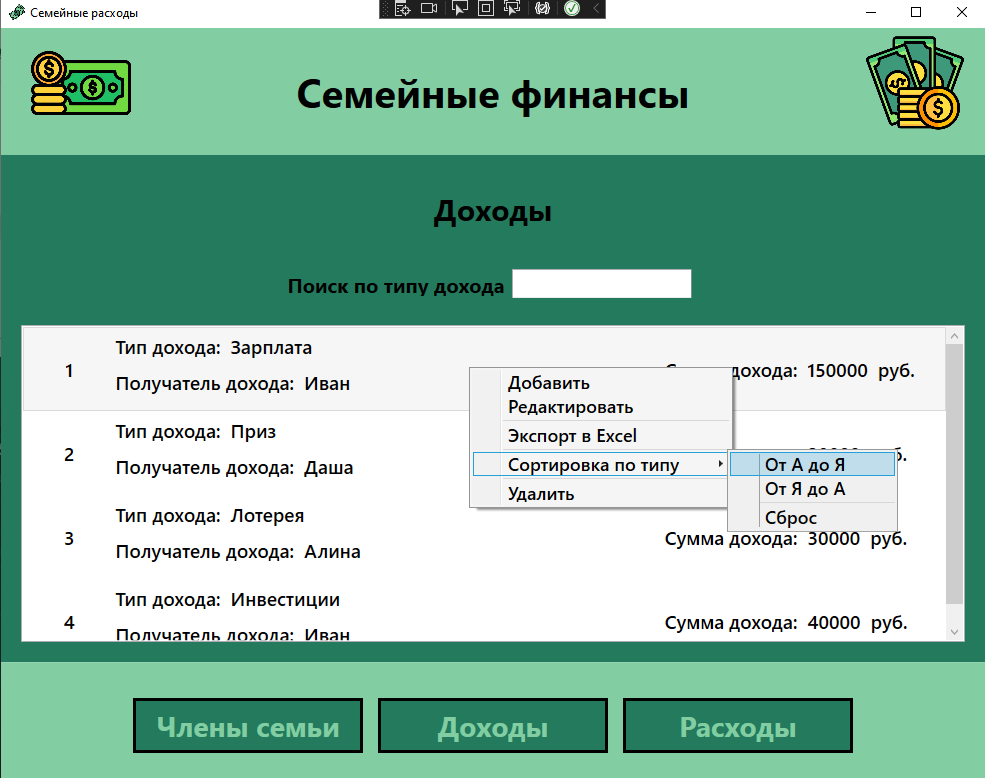 Семейные расходы
Семейные финансы
Доходы
Поиск по типу дохода
1
Тип дохода: Зарплата
Получатель дохода: Иван
дохода: 150000 руб.
2
Тип дохода: Приз
Получатель дохода: Даша
3
Тип дохода: Лотерея
Получатель дохода: Алина
Сумма дохода: 30000 руб.
4
Тип дохода: Инвестиции
Получатель дохода: Иван
Сумма дохода: 40000 руб.
Добавить
Редактировать
Экспорт в Excel
Сортировка по типу
Удалить
От А до Я
От Я до А
Сброс
Члены семьи
Доходы
Расходы